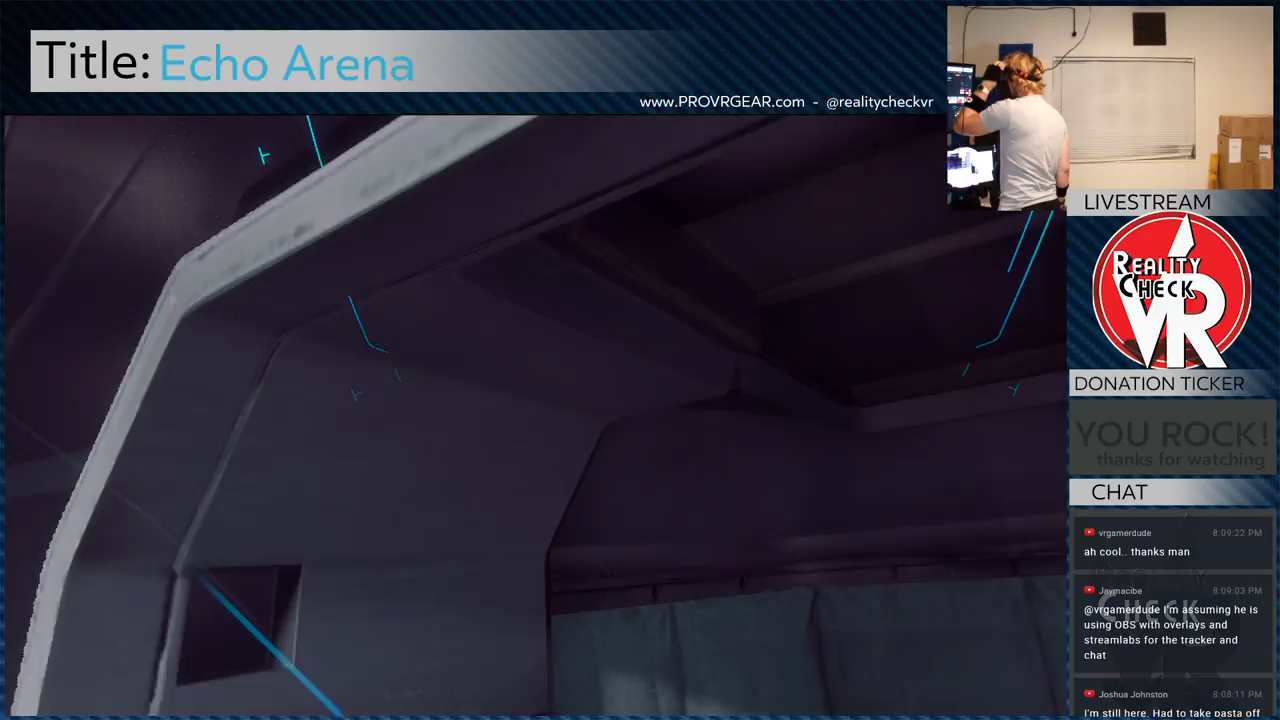 Title: Echo Arena
www.PROVRGEAR.com - @realitycheckvr
LIVESTREAM
REALITY
CHECK
VR
DONATION TICKER
YOU ROCK!
thanks for watching
CHAT
vrgamerdude 8:09:22 PM
ah cool.. thanks man
Jaymacibe 8:09:03 PM
@vrgamerdude I'm assuming he is
using OBS with overlays and
streamlabs for the tracker and
chat
Joshua Johnston 8:08:11 PM
I'm still here. Had to take pasta off